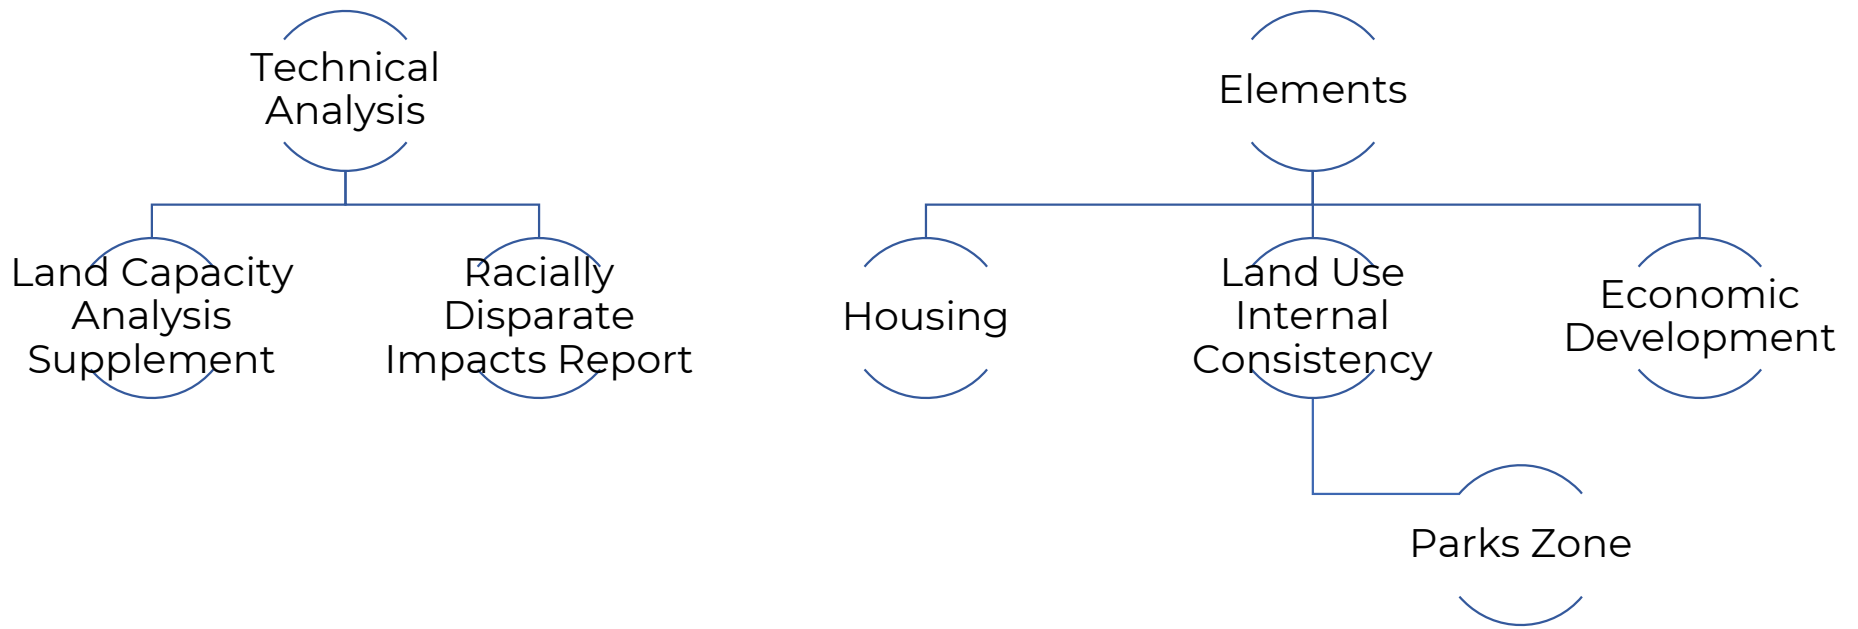 Technical
Analysis
Elements
Land Capacity
Analysis
Supplement
Racially
Disparate
Impacts Report
Housing
Land Use
Internal
Consistency
Economic
Development
Parks Zone